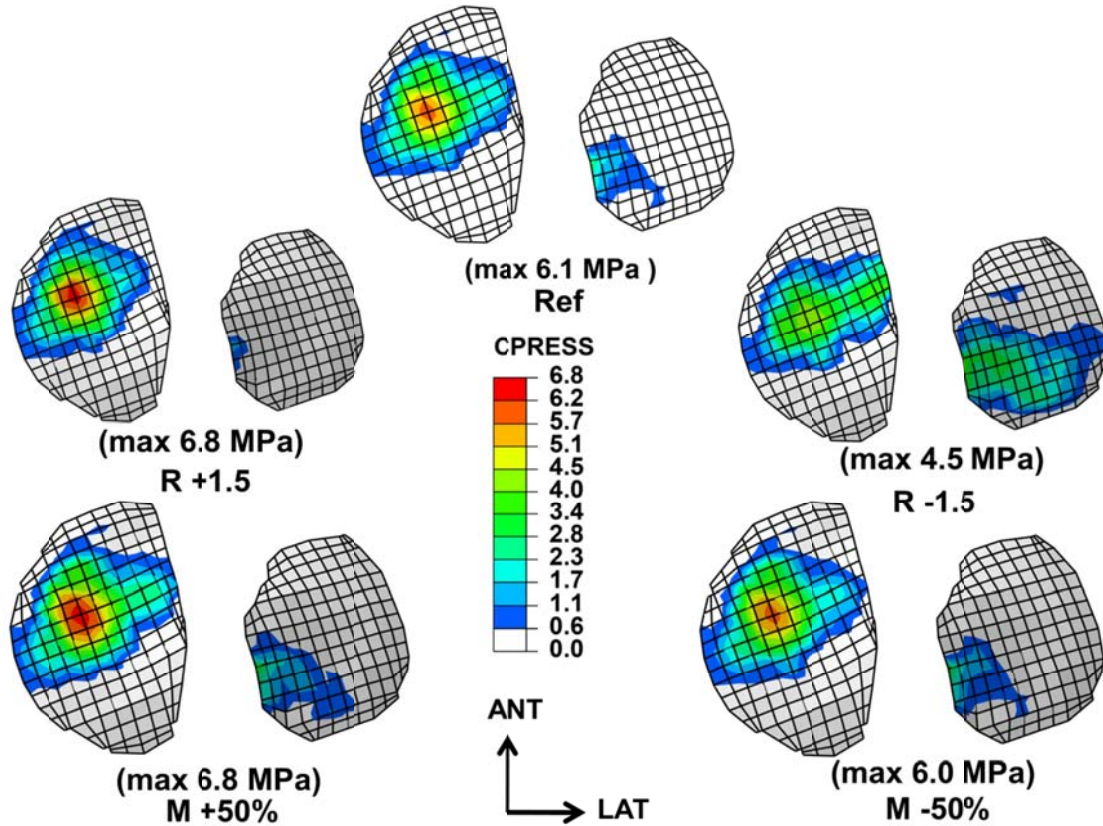 (max 6.1 MPa )
Ref
(max 6.8 MPa)
R +1.5
CPRESS
6.8
6.2
5.7
5.1
4.5
4.0
3.4
2.8
2.3
1.7
1.1
0.6
0.0
(max 4.5 MPa)
R -1.5
(max 6.8 MPa)
M +50%
ANT
LAT
(max 6.0 MPa)
M -50%